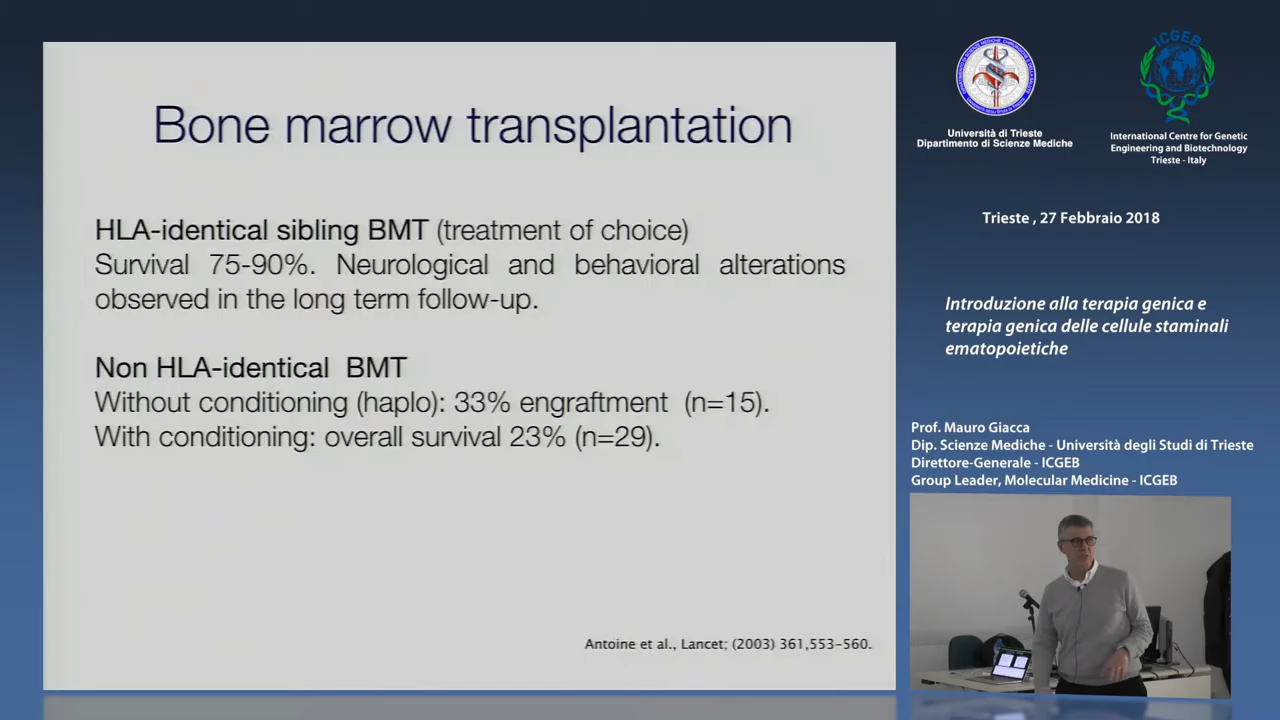 Bone marrow transplantation
HLA-identical sibling BMT (treatment of choice)
Survival 75-90%. Neurological and behavioral alterations
observed in the long term follow-up.
Non HLA-identical BMT
Without conditioning (haplo): 33% engraftment (n=15).
With conditioning: overall survival 23% (n=29).
Antoine et al., Lancet; (2003) 361,553-560.
ICGEB
Università di Trieste
Dipartimento di Scienze Mediche
International Centre for Genetic
Engineering and Biotechnology
Trieste - Italy
Trieste , 27 Febbraio 2018
Introduzione alla terapia genica e
terapia genica delle cellule staminali
ematopoietiche
Prof. Mauro Giacca
Dip. Scienze Mediche - Università degli Studi di Trieste
Direttore-Generale - ICGEB
Group Leader, Molecular Medicine - ICGEB